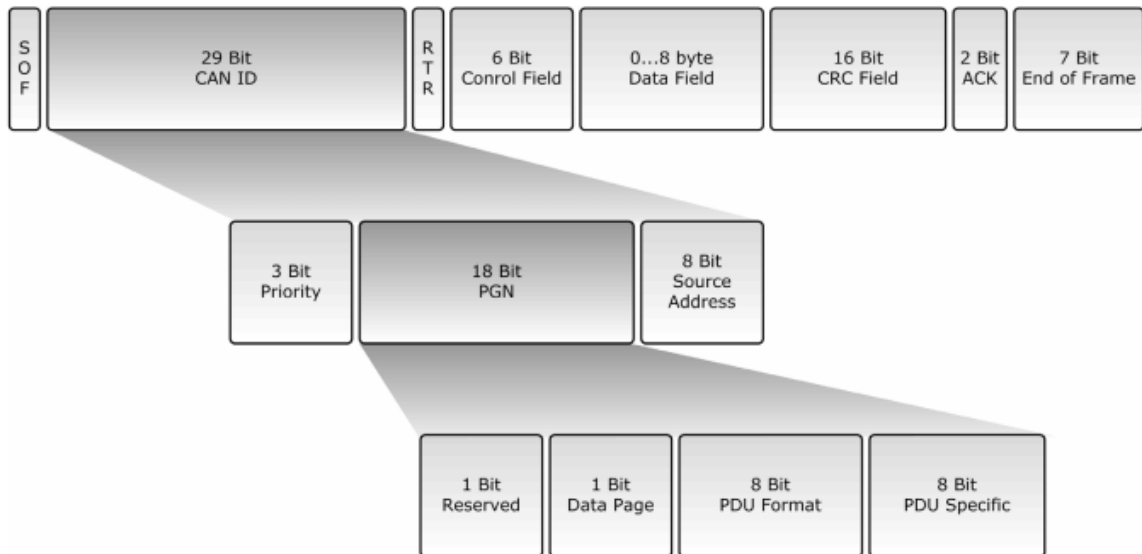 SOF
29 Bit
CAN ID
RTR
6 Bit
Conrol Field
0...8 byte
Data Field
16 Bit
CRC Field
2 Bit
ACK
7 Bit
End of Frame
3 Bit
Priority
18 Bit
PGN
8 Bit
Source
Address
1 Bit
Reserved
1 Bit
Data Page
8 Bit
PDU Format
8 Bit
PDU Specific